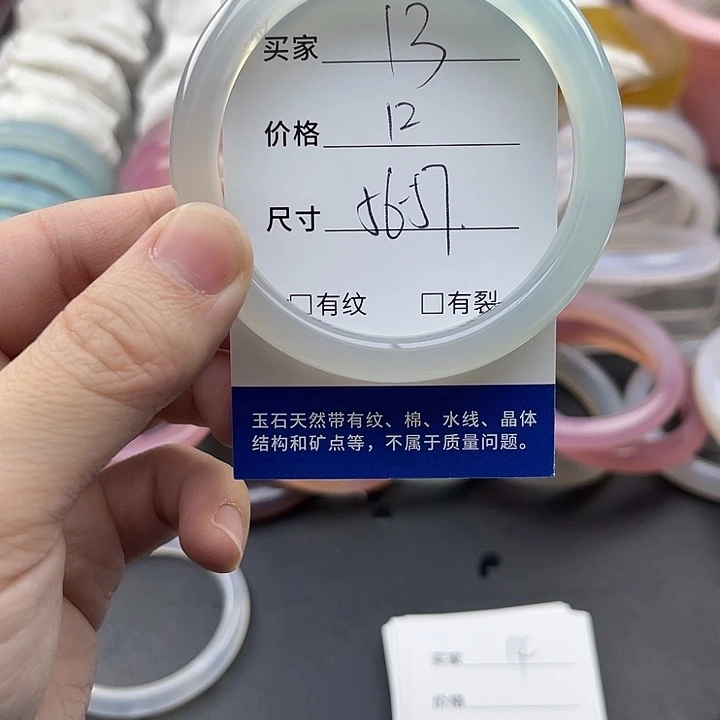 买家 13
价格 12
尺寸 56-57.
□有纹 □有裂
玉石天然带有纹、棉、水线、晶体
结构和矿点等，不属于质量问题。
买家
价格